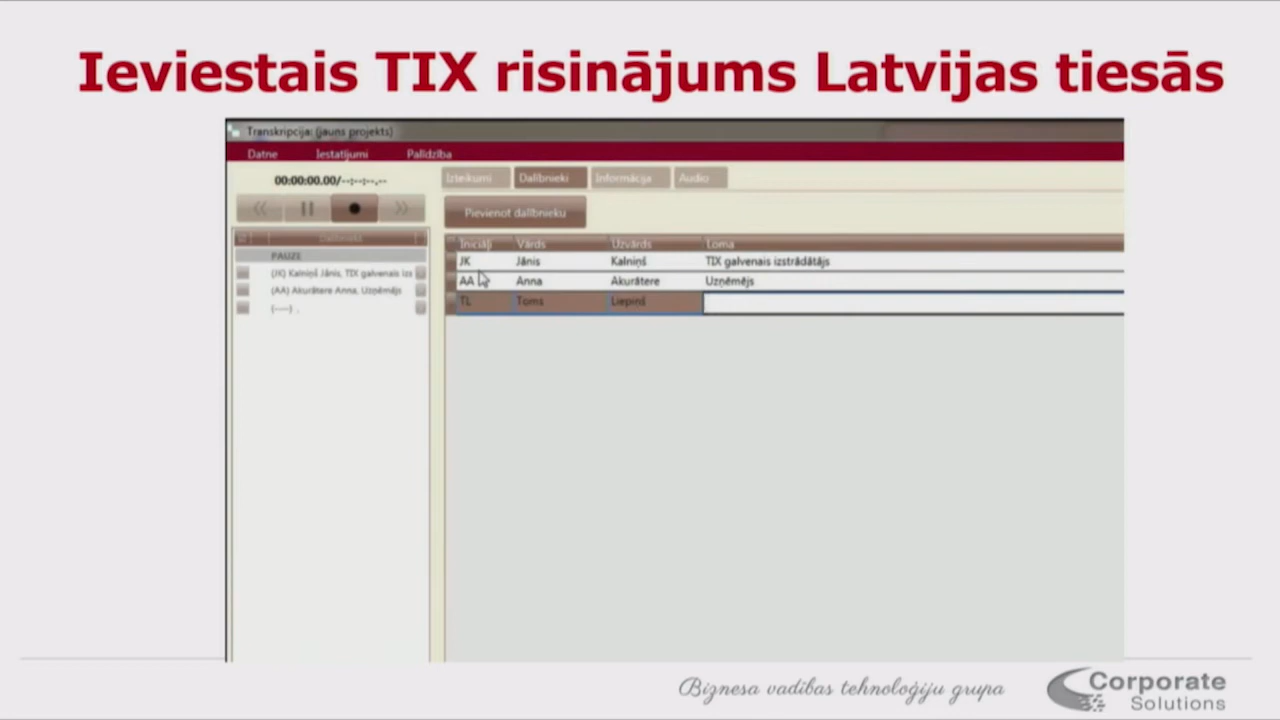 Ieviestais TIX risinājums Latvijas tiesās
Transkripcija: (jauns projekts)
Datne Iestatījumi Palīdzība
00:00:00.00/--:--:--.--
Izteikumi Dalībnieki Informācija Audio
Pievienot dalībnieku
Dalībnieks
PAUZE
(JK) Kalniņš Jānis, TIX galvenais izs
(AA) Akurātere Anna, Uzņēmējs
(----) ,
Iniciāļi Vārds Uzvārds Loma
JK Jānis Kalniņš TIX galvenais izstrādātājs
AA Anna Akurātere Uzņēmējs
TL Toms Liepiņš
Biznesa vadības tehnoloģiju grupa
Corporate
Solutions